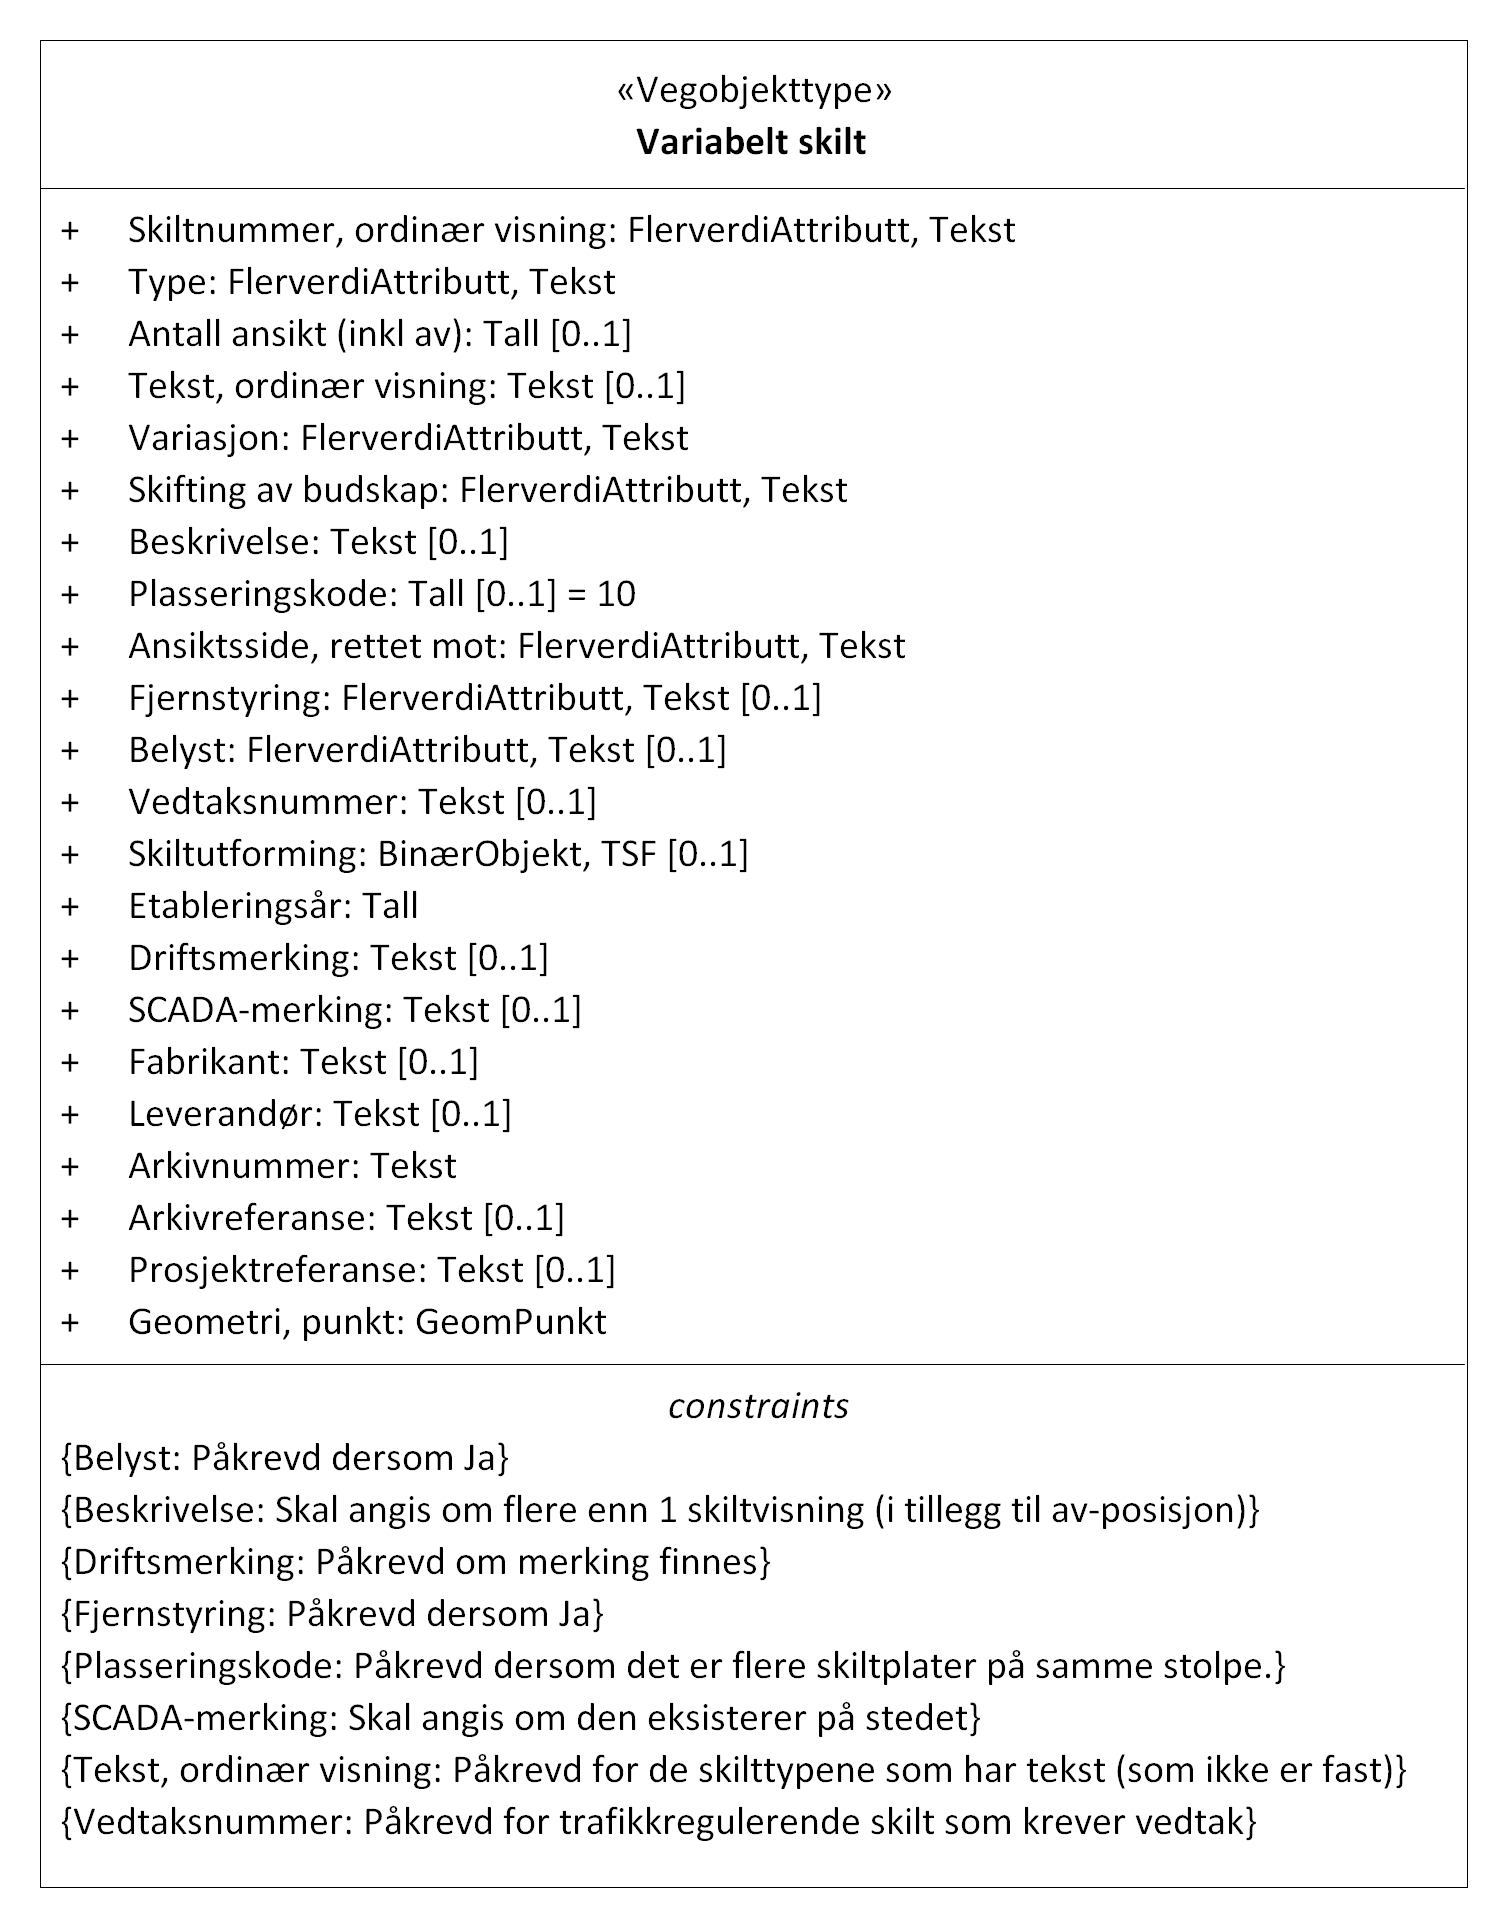 «Vegobjekttype»
Variabelt skilt
+ Skiltnummer, ordinær visning: FlerverdiAttributt, Tekst
+ Type: FlerverdiAttributt, Tekst
+ Antall ansikt (inkl av): Tall [0..1]
+ Tekst, ordinær visning: Tekst [0..1]
+ Variasjon: FlerverdiAttributt, Tekst
+ Skifting av budskap: FlerverdiAttributt, Tekst
+ Beskrivelse: Tekst [0..1]
+ Plasseringskode: Tall [0..1] = 10
+ Ansiktsside, rettet mot: FlerverdiAttributt, Tekst
+ Fjernstyring: FlerverdiAttributt, Tekst [0..1]
+ Belyst: FlerverdiAttributt, Tekst [0..1]
+ Vedtaksnummer: Tekst [0..1]
+ Skiltutforming: BinærObjekt, TSF [0..1]
+ Etableringsår: Tall
+ Driftsmerking: Tekst [0..1]
+ SCADA-merking: Tekst [0..1]
+ Fabrikant: Tekst [0..1]
+ Leverandør: Tekst [0..1]
+ Arkivnummer: Tekst
+ Arkivreferanse: Tekst [0..1]
+ Prosjektreferanse: Tekst [0..1]
+ Geometri, punkt: GeomPunkt
constraints
{Belyst: Påkrevd dersom Ja}
{Beskrivelse: Skal angis om flere enn 1 skiltvisning (i tillegg til av-posisjon)}
{Driftsmerking: Påkrevd om merking finnes}
{Fjernstyring: Påkrevd dersom Ja}
{Plasseringskode: Påkrevd dersom det er flere skiltplater på samme stolpe.}
{SCADA-merking: Skal angis om den eksisterer på stedet}
{Tekst, ordinær visning: Påkrevd for de skilttypene som har tekst (som ikke er fast)}
{Vedtaksnummer: Påkrevd for trafikkregulerende skilt som krever vedtak}